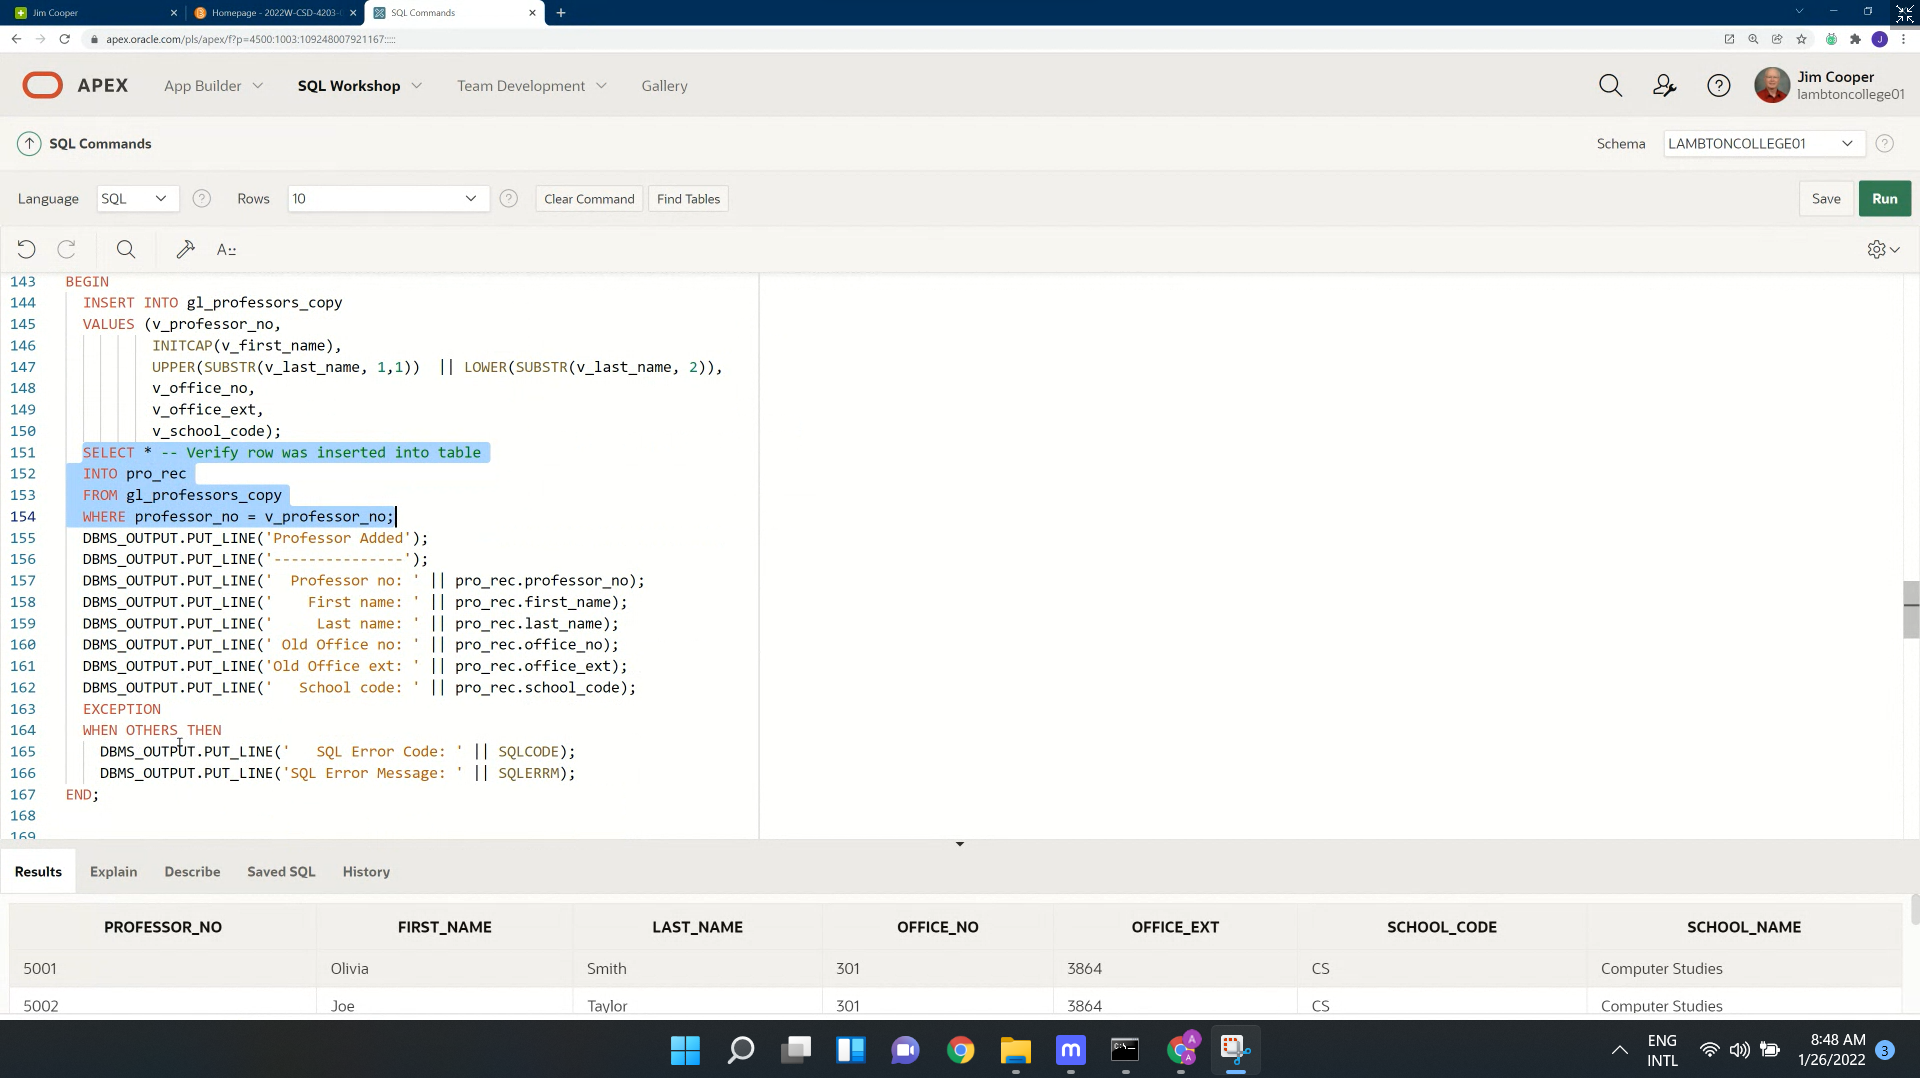 Jim Cooper
Homepage - 2022W-CSD-4203-
SQL Commands
apex.oracle.com/pls/apex/f?p=4500:1003:109248007921167:::::
J
APEX
App Builder
SQL Workshop
Team Development
Gallery
Jim Cooper
lambtoncollege01
SQL Commands
Schema
LAMBTONCOLLEGE01
Language
SQL
Rows
10
Clear Command
Find Tables
Save
Run
143 BEGIN
144 INSERT INTO gl_professors_copy
145 VALUES (v_professor_no,
146 INITCAP(v_first_name),
147 UPPER(SUBSTR(v_last_name, 1,1)) || LOWER(SUBSTR(v_last_name, 2)),
148 v_office_no,
149 v_office_ext,
150 v_school_code);
151 SELECT * -- Verify row was inserted into table
152 INTO pro_rec
153 FROM gl_professors_copy
154 WHERE professor_no = v_professor_no;
155 DBMS_OUTPUT.PUT_LINE('Professor Added');
156 DBMS_OUTPUT.PUT_LINE('---------------');
157 DBMS_OUTPUT.PUT_LINE('  Professor no: ' || pro_rec.professor_no);
158 DBMS_OUTPUT.PUT_LINE('    First name: ' || pro_rec.first_name);
159 DBMS_OUTPUT.PUT_LINE('     Last name: ' || pro_rec.last_name);
160 DBMS_OUTPUT.PUT_LINE(' Old Office no: ' || pro_rec.office_no);
161 DBMS_OUTPUT.PUT_LINE('Old Office ext: ' || pro_rec.office_ext);
162 DBMS_OUTPUT.PUT_LINE('   School code: ' || pro_rec.school_code);
163 EXCEPTION
164 WHEN OTHERS THEN
165 DBMS_OUTPUT.PUT_LINE('   SQL Error Code: ' || SQLCODE);
166 DBMS_OUTPUT.PUT_LINE('SQL Error Message: ' || SQLERRM);
167 END;
168
169
Results
Explain
Describe
Saved SQL
History
PROFESSOR_NO FIRST_NAME LAST_NAME OFFICE_NO OFFICE_EXT SCHOOL_CODE SCHOOL_NAME
5001 Olivia Smith 301 3864 CS Computer Studies
5002 Joe Taylor 301 3864 CS Computer Studies
ENG
INTL
8:48 AM
1/26/2022
3